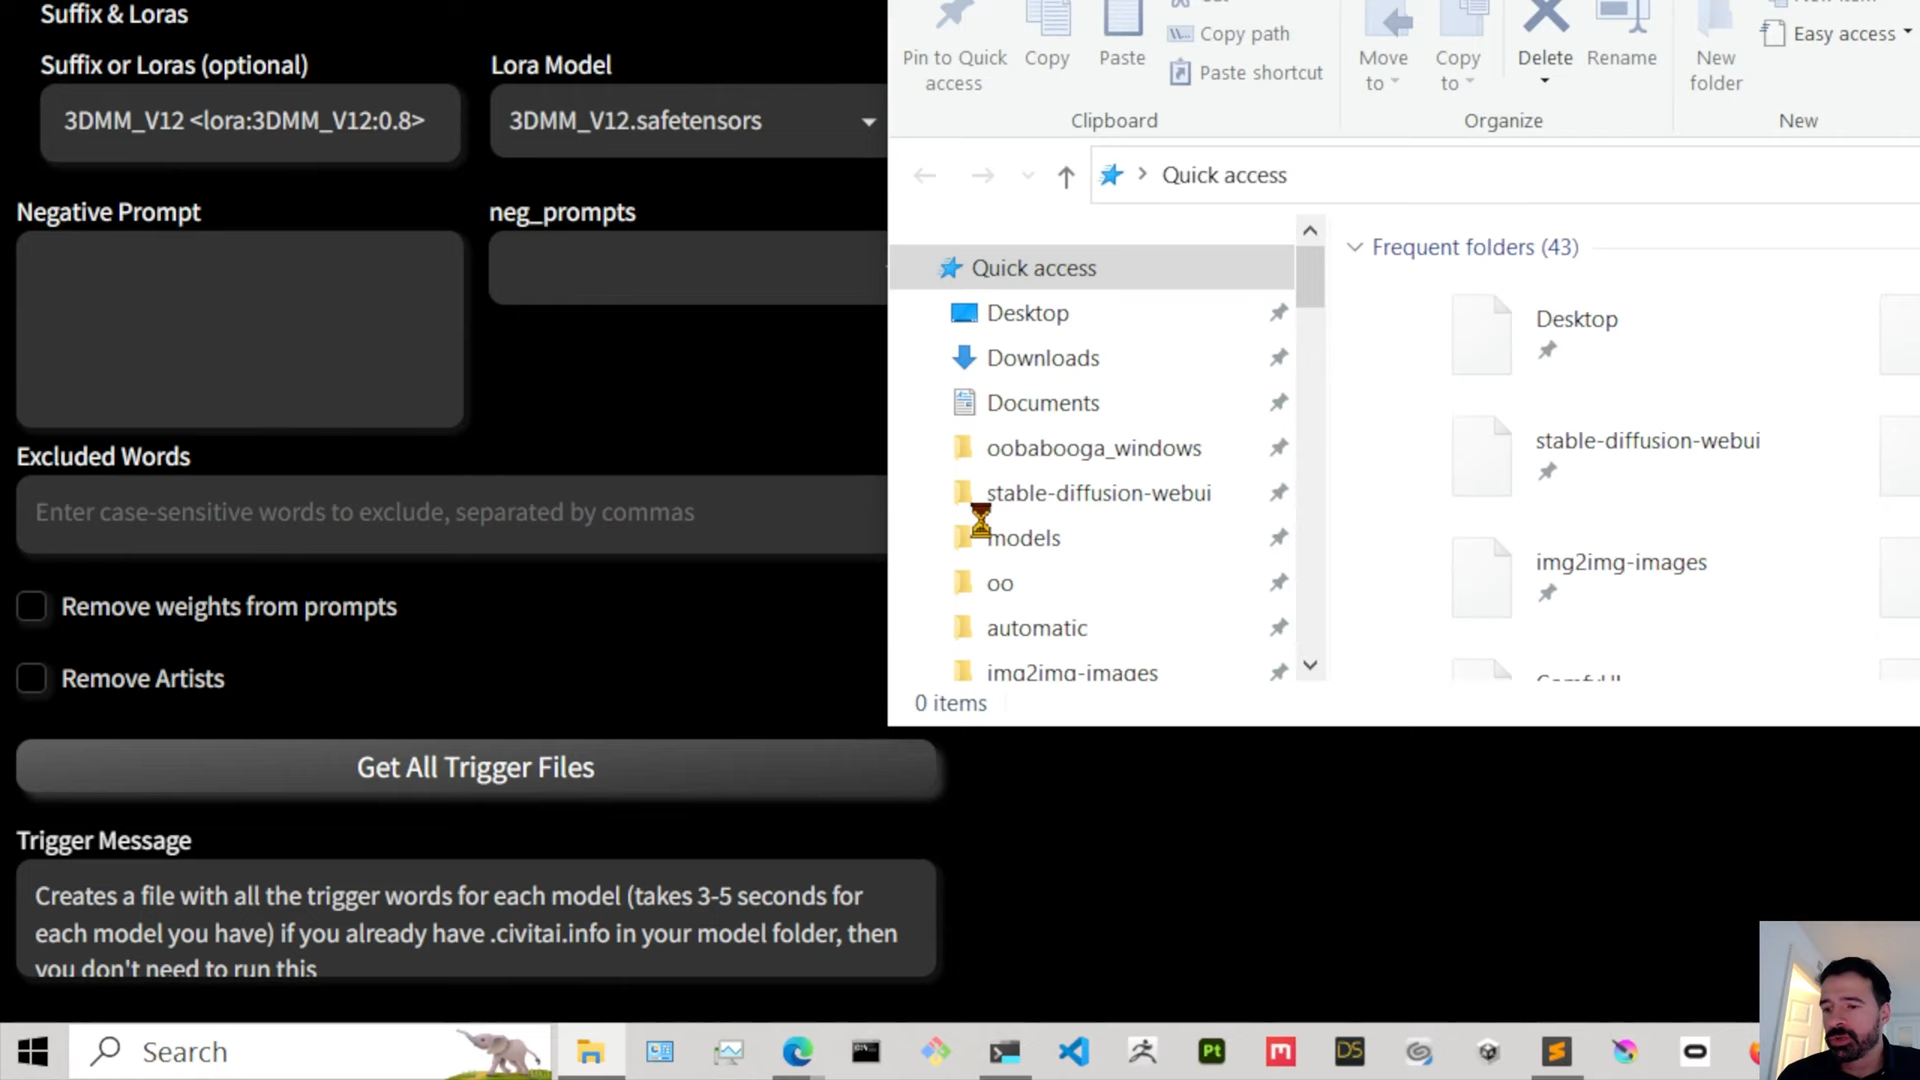 Suffix & Loras
Suffix or Loras (optional)
Lora Model
3DMM_V12 <lora:3DMM_V12:0.8>
3DMM_V12.safetensors
Negative Prompt
neg_prompts
Excluded Words
Enter case-sensitive words to exclude, separated by commas
Remove weights from prompts
Remove Artists
Get All Trigger Files
Trigger Message
Creates a file with all the trigger words for each model (takes 3-5 seconds for
each model you have) if you already have .civitai.info in your model folder, then
you don't need to run this
Pin to Quick
access
Copy
Paste
Copy path
Paste shortcut
Clipboard
Move
to
Copy
to
Delete
Rename
Organize
New
folder
Easy access
New
Quick access
Quick access
Desktop
Downloads
Documents
oobabooga_windows
stable-diffusion-webui
models
oo
automatic
img2img-images
0 items
Frequent folders (43)
Desktop
stable-diffusion-webui
img2img-images
Search
Pt
DS